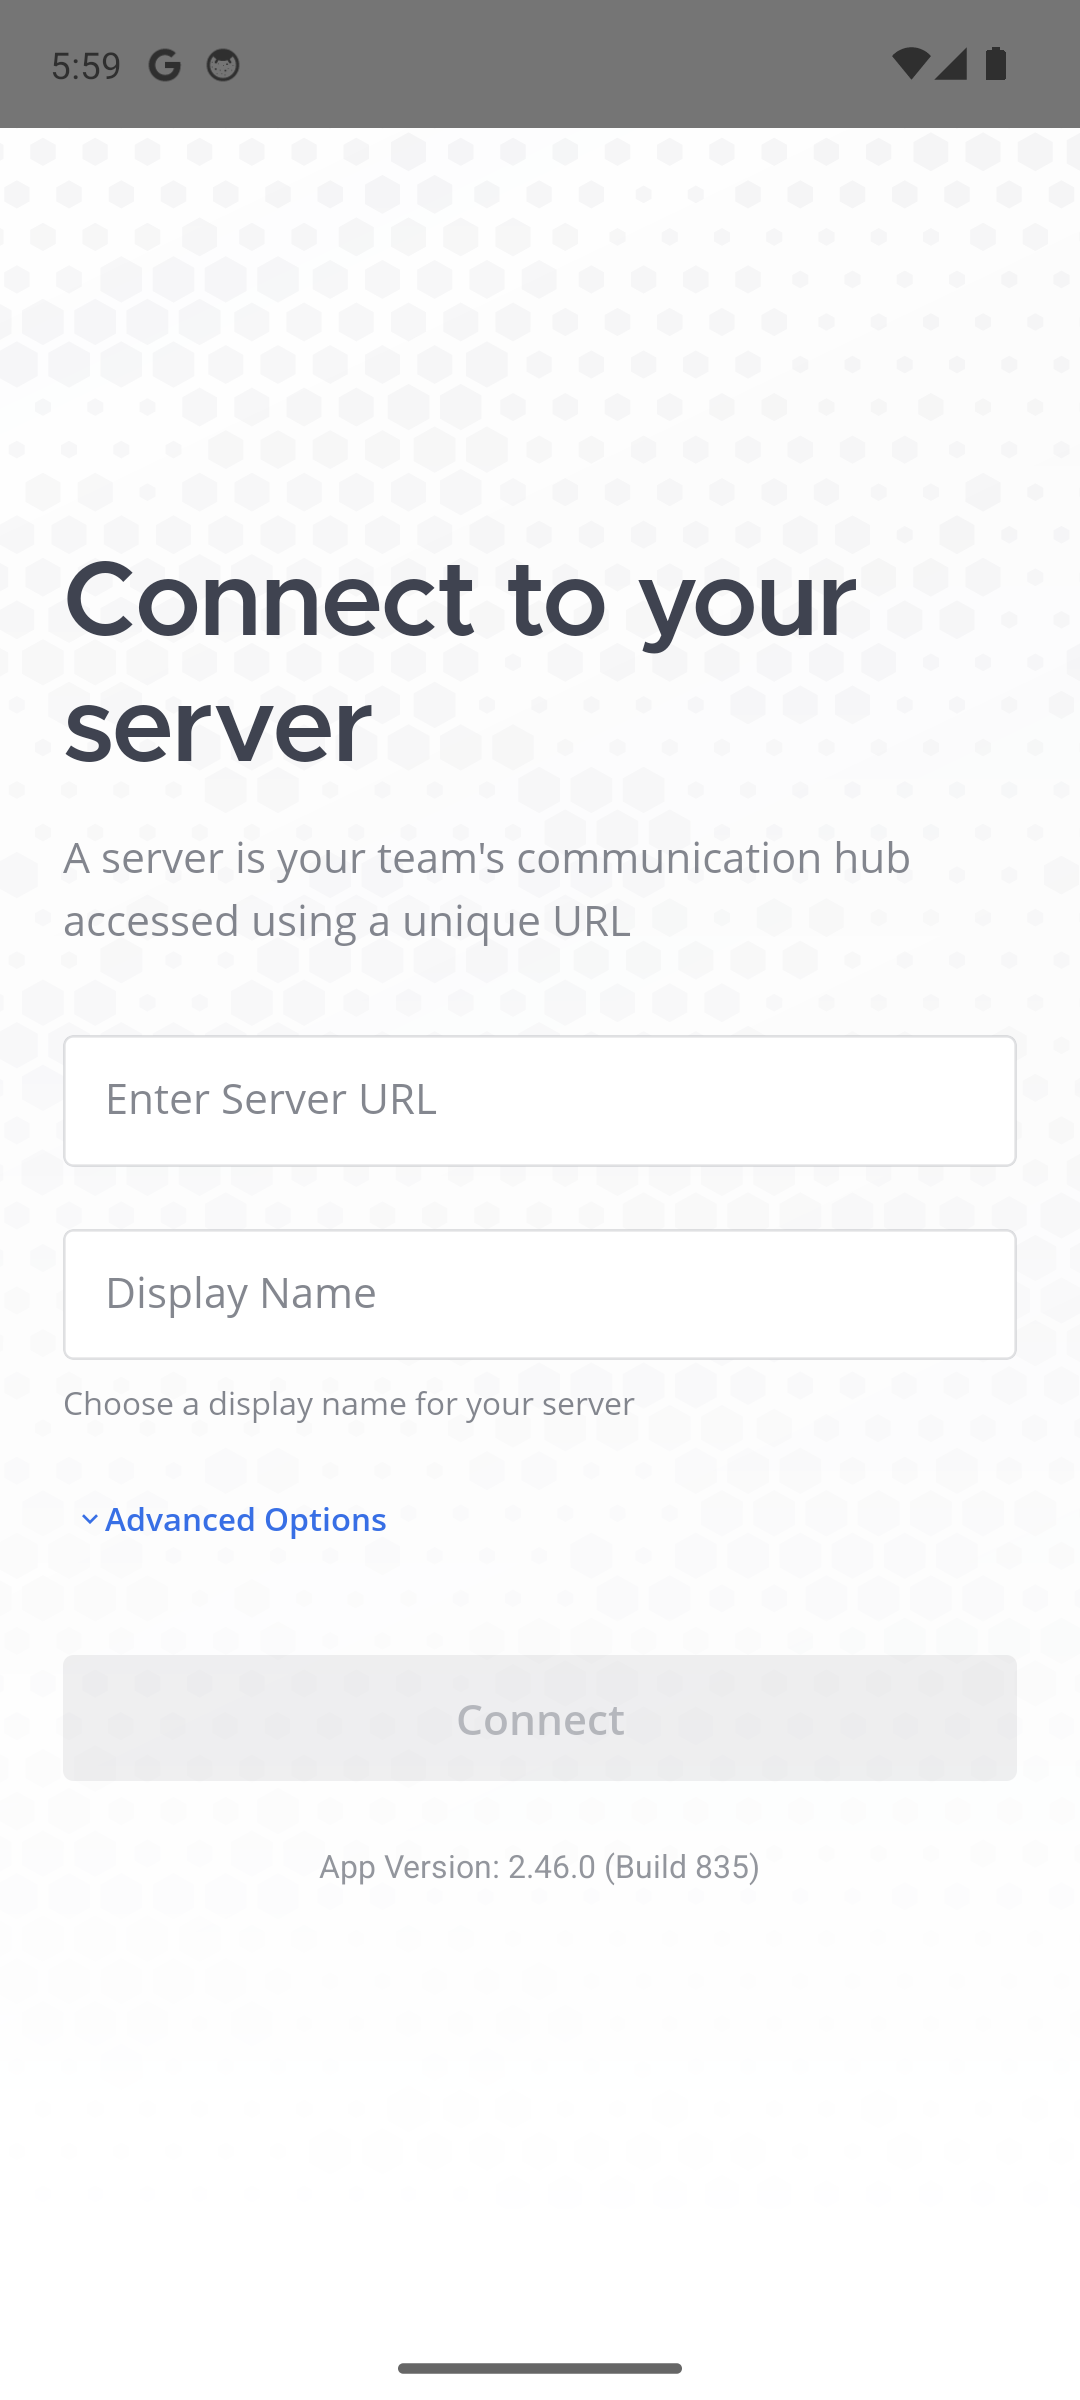 5:59
Connect to your
server
A server is your team's communication hub
accessed using a unique URL
Enter Server URL
Display Name
Choose a display name for your server
Advanced Options
Connect
App Version: 2.46.0 (Build 835)